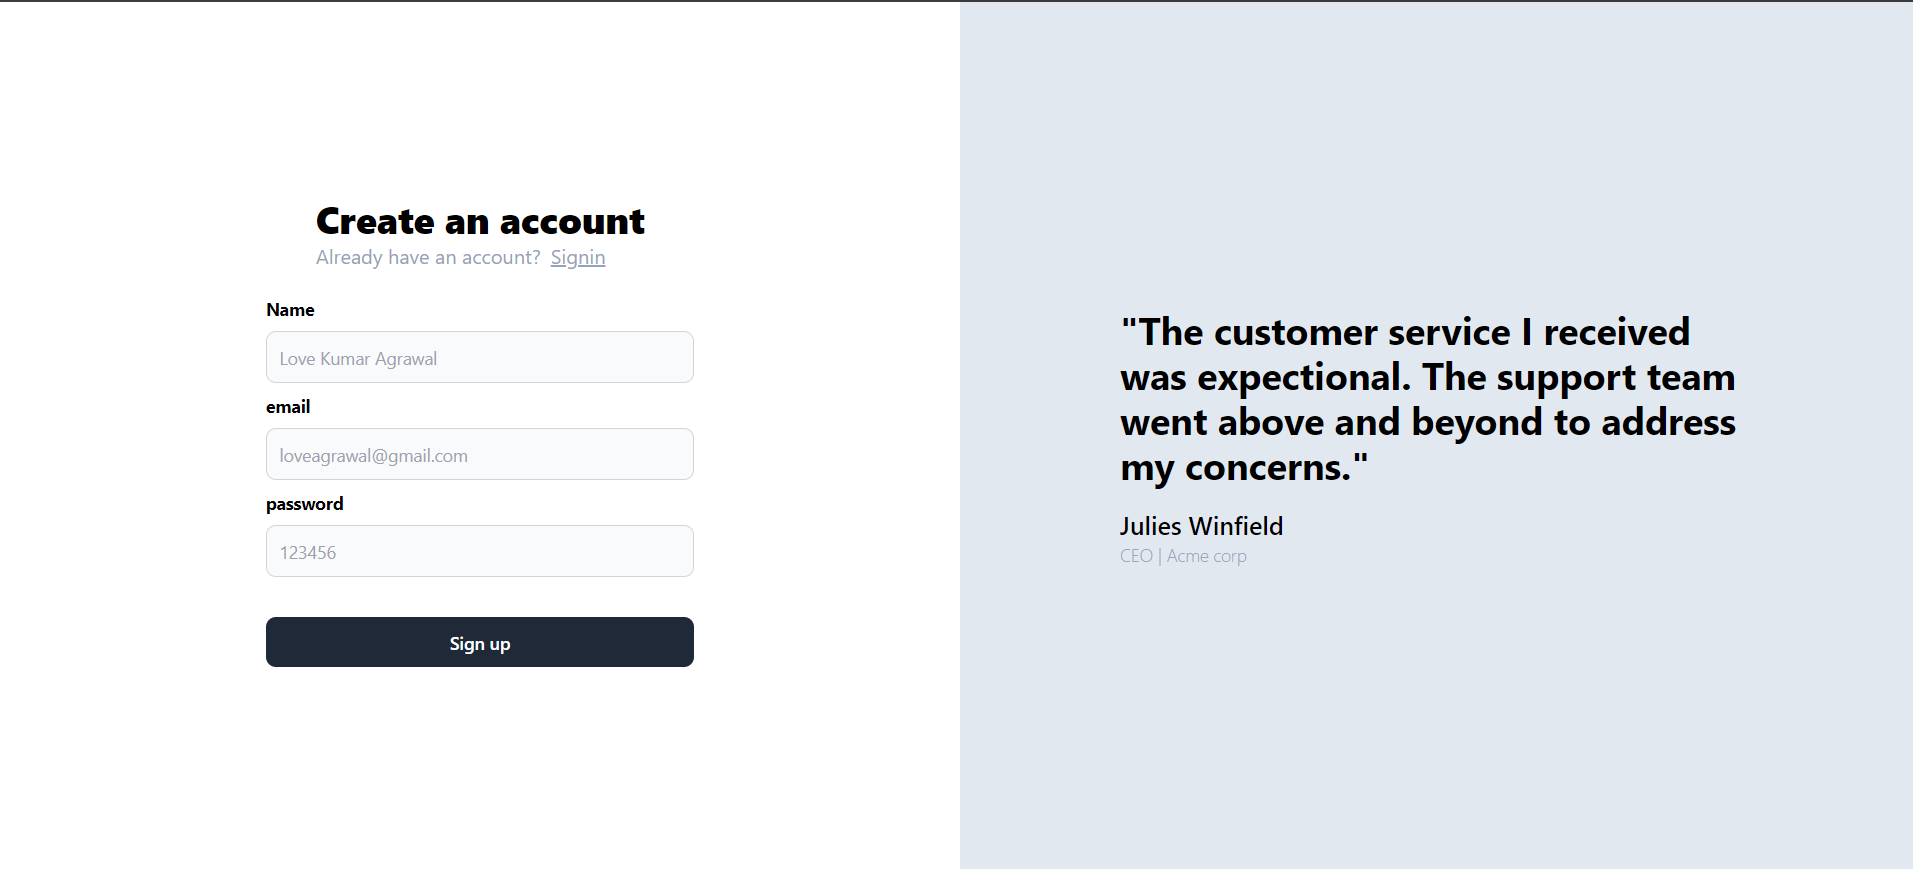 Create an account
Already have an account? Signin
Name
Love Kumar Agrawal
email
loveagrawal@gmail.com
password
123456
Sign up
"The customer service I received
was expectional. The support team
went above and beyond to address
my concerns."
Julies Winfield
CEO | Acme corp